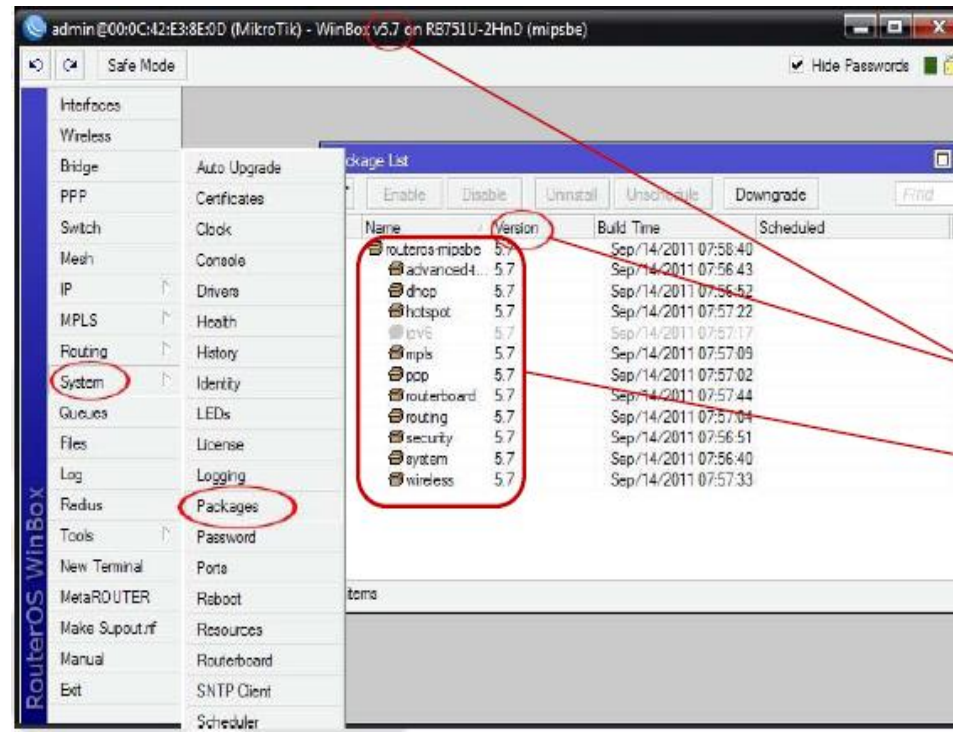 admin@00:0C:42:E3:8E:0D (MikroTik) - WinBox v5.7 on RB751U-2HnD (mipsbe)
Safe Mode
Hide Passwords
Interfaces
Wireless
Bridge
PPP
Switch
Mesh
IP
MPLS
Routing
System
Queues
Files
Log
Radius
Tools
New Terminal
MetaROUTER
Make Supout.rif
Manual
Exit
RouterOS WinBox
Auto Upgrade
Certificates
Clock
Console
Drivers
Health
History
Identity
LEDs
License
Logging
Packages
Password
Ports
Reboot
Resources
Routerboard
SNTP Client
Scheduler
ckage List
Enable Disable Uninstall Unschedule Downgrade Find
Name Version Build Time Scheduled
routeros-mipsbe 5.7 Sep/14/2011 07:58:40
advanced-t... 5.7 Sep/14/2011 07:56:43
dhcp 5.7 Sep/14/2011 07:56:52
hotspot 5.7 Sep/14/2011 07:57:22
ipv6 5.7 Sep/14/2011 07:57:17
mpls 5.7 Sep/14/2011 07:57:09
ppp 5.7 Sep/14/2011 07:57:02
routerboard 5.7 Sep/14/2011 07:57:44
routing 5.7 Sep/14/2011 07:57:04
security 5.7 Sep/14/2011 07:56:51
system 5.7 Sep/14/2011 07:56:40
wireless 5.7 Sep/14/2011 07:57:33
items